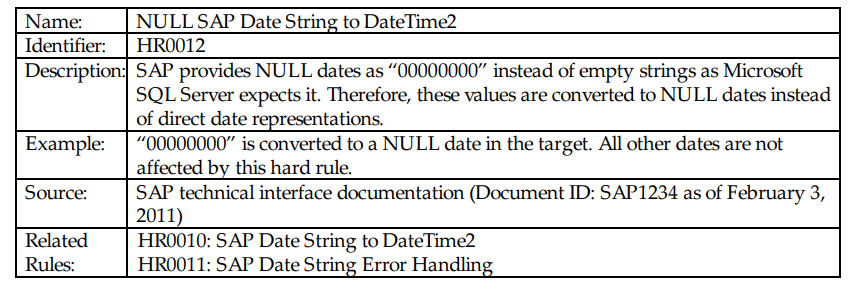 Name: NULL SAP Date String to DateTime2
Identifier: HR0012
Description: SAP provides NULL dates as “00000000” instead of empty strings as Microsoft
SQL Server expects it. Therefore, these values are converted to NULL dates instead
of direct date representations.
Example: “00000000” is converted to a NULL date in the target. All other dates are not
affected by this hard rule.
Source: SAP technical interface documentation (Document ID: SAP1234 as of February 3,
2011)
Related HR0010: SAP Date String to DateTime2
Rules: HR0011: SAP Date String Error Handling